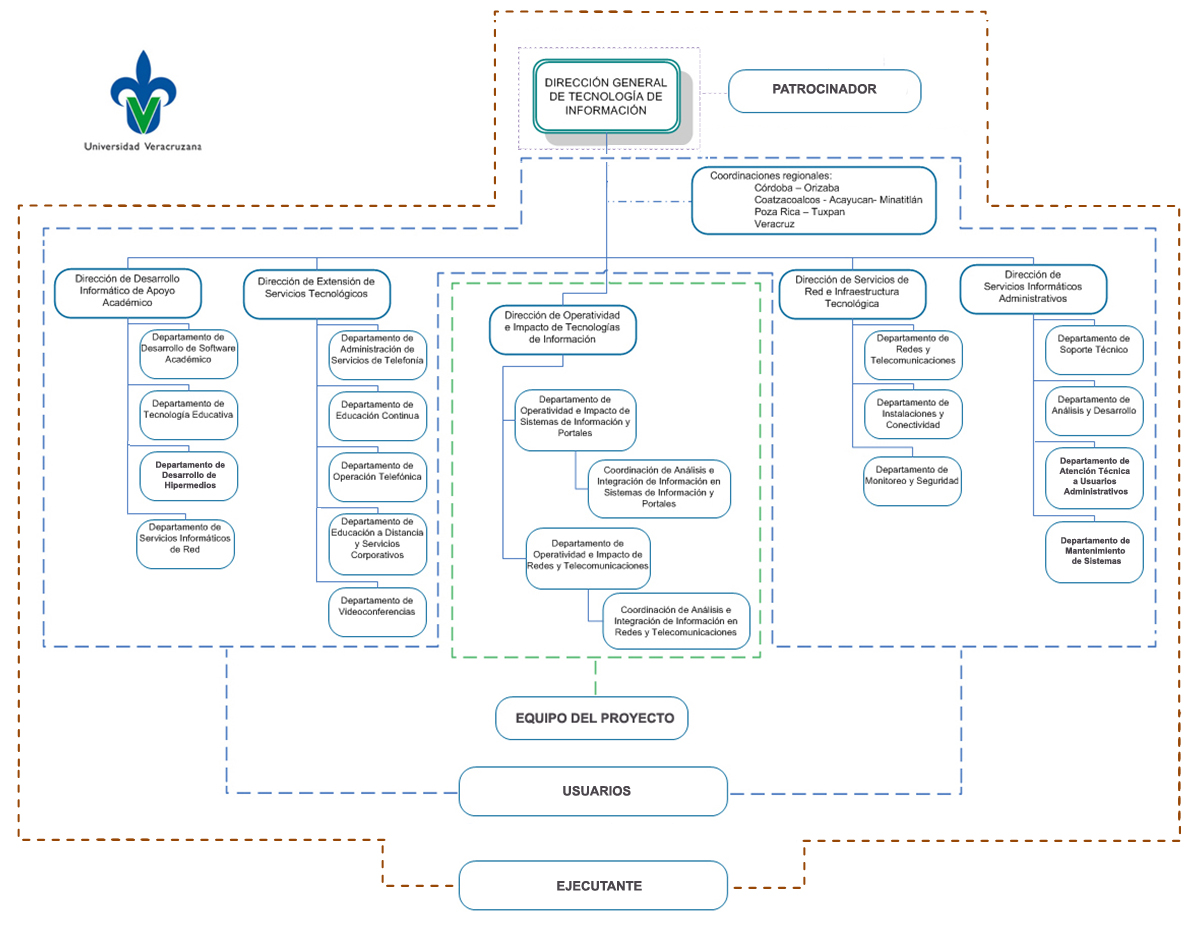 Universidad Veracruzana
DIRECCIÓN GENERAL
DE TECNOLOGÍA DE
INFORMACIÓN
PATROCINADOR
Coordinaciones regionales:
Córdoba – Orizaba
Coatzacoalcos - Acayucan- Minatitlán
Poza Rica – Tuxpan
Veracruz
Dirección de Desarrollo
Informático de Apoyo
Académico
Departamento de
Desarrollo de Software
Académico
Departamento de
Tecnología Educativa
Departamento de
Desarrollo de
Hipermedios
Departamento de
Servicios Informáticos
de Red
Dirección de Extensión de
Servicios Tecnológicos
Departamento de
Administración de
Servicios de Telefonía
Departamento de
Educación Continua
Departamento de
Operación Telefónica
Departamento de
Educación a Distancia
y Servicios
Corporativos
Departamento de
Videoconferencias
Dirección de Operatividad
e Impacto de Tecnologías
de Información
Departamento de
Operatividad e Impacto de
Sistemas de Información y
Portales
Coordinación de Análisis e
Integración de Información en
Sistemas de Información y
Portales
Departamento de
Operatividad e Impacto de
Redes y Telecomunicaciones
Coordinación de Análisis e
Integración de Información en
Redes y Telecomunicaciones
Dirección de Servicios de
Red e Infraestructura
Tecnológica
Departamento de
Redes y
Telecomunicaciones
Departamento de
Instalaciones y
Conectividad
Departamento de
Monitoreo y Seguridad
Dirección de
Servicios Informáticos
Administrativos
Departamento de
Soporte Técnico
Departamento de
Análisis y Desarrollo
Departamento de
Atención Técnica
a Usuarios
Administrativos
Departamento de
Mantenimiento
de Sistemas
EQUIPO DEL PROYECTO
USUARIOS
EJECUTANTE